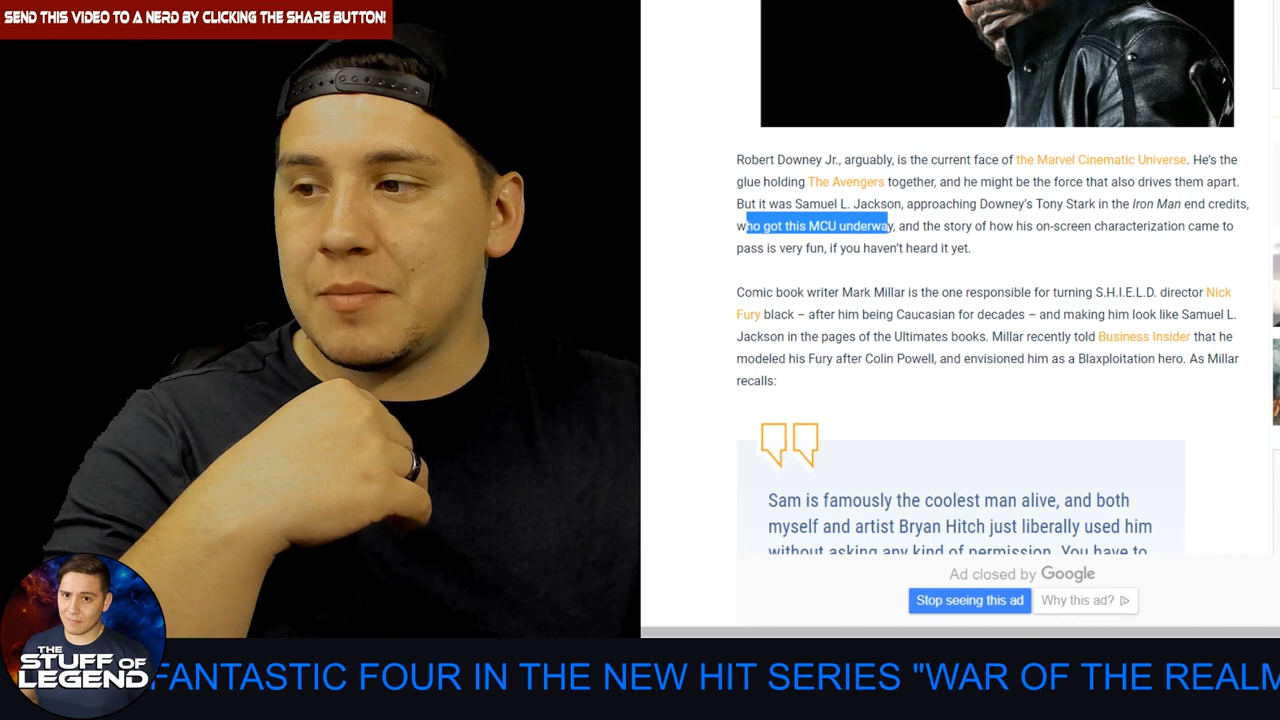 SEND THIS VIDEO TO A NERD BY CLICKING THE SHARE BUTTON!
Robert Downey Jr., arguably, is the current face of the Marvel Cinematic Universe. He's the
glue holding The Avengers together, and he might be the force that also drives them apart.
But it was Samuel L. Jackson, approaching Downey's Tony Stark in the Iron Man end credits,
who got this MCU underway, and the story of how his on-screen characterization came to
pass is very fun, if you haven't heard it yet.
Comic book writer Mark Millar is the one responsible for turning S.H.I.E.L.D. director Nick
Fury black – after him being Caucasian for decades – and making him look like Samuel L.
Jackson in the pages of the Ultimates books. Millar recently told Business Insider that he
modeled his Fury after Colin Powell, and envisioned him as a Blaxploitation hero. As Millar
recalls:
Sam is famously the coolest man alive, and both
myself and artist Bryan Hitch just liberally used him
without asking any kind of permission. You have to
Ad closed by Google
Stop seeing this ad
Why this ad?
THE
STUFF OF
LEGEND
FANTASTIC FOUR IN THE NEW HIT SERIES "WAR OF THE REALM